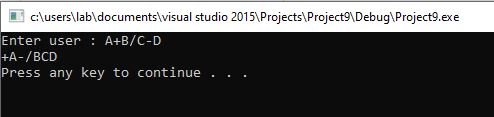 c:\users\lab\documents\visual studio 2015\Projects\Project9\Debug\Project9.exe
Enter user : A+B/C-D
+A-/BCD
Press any key to continue . . .